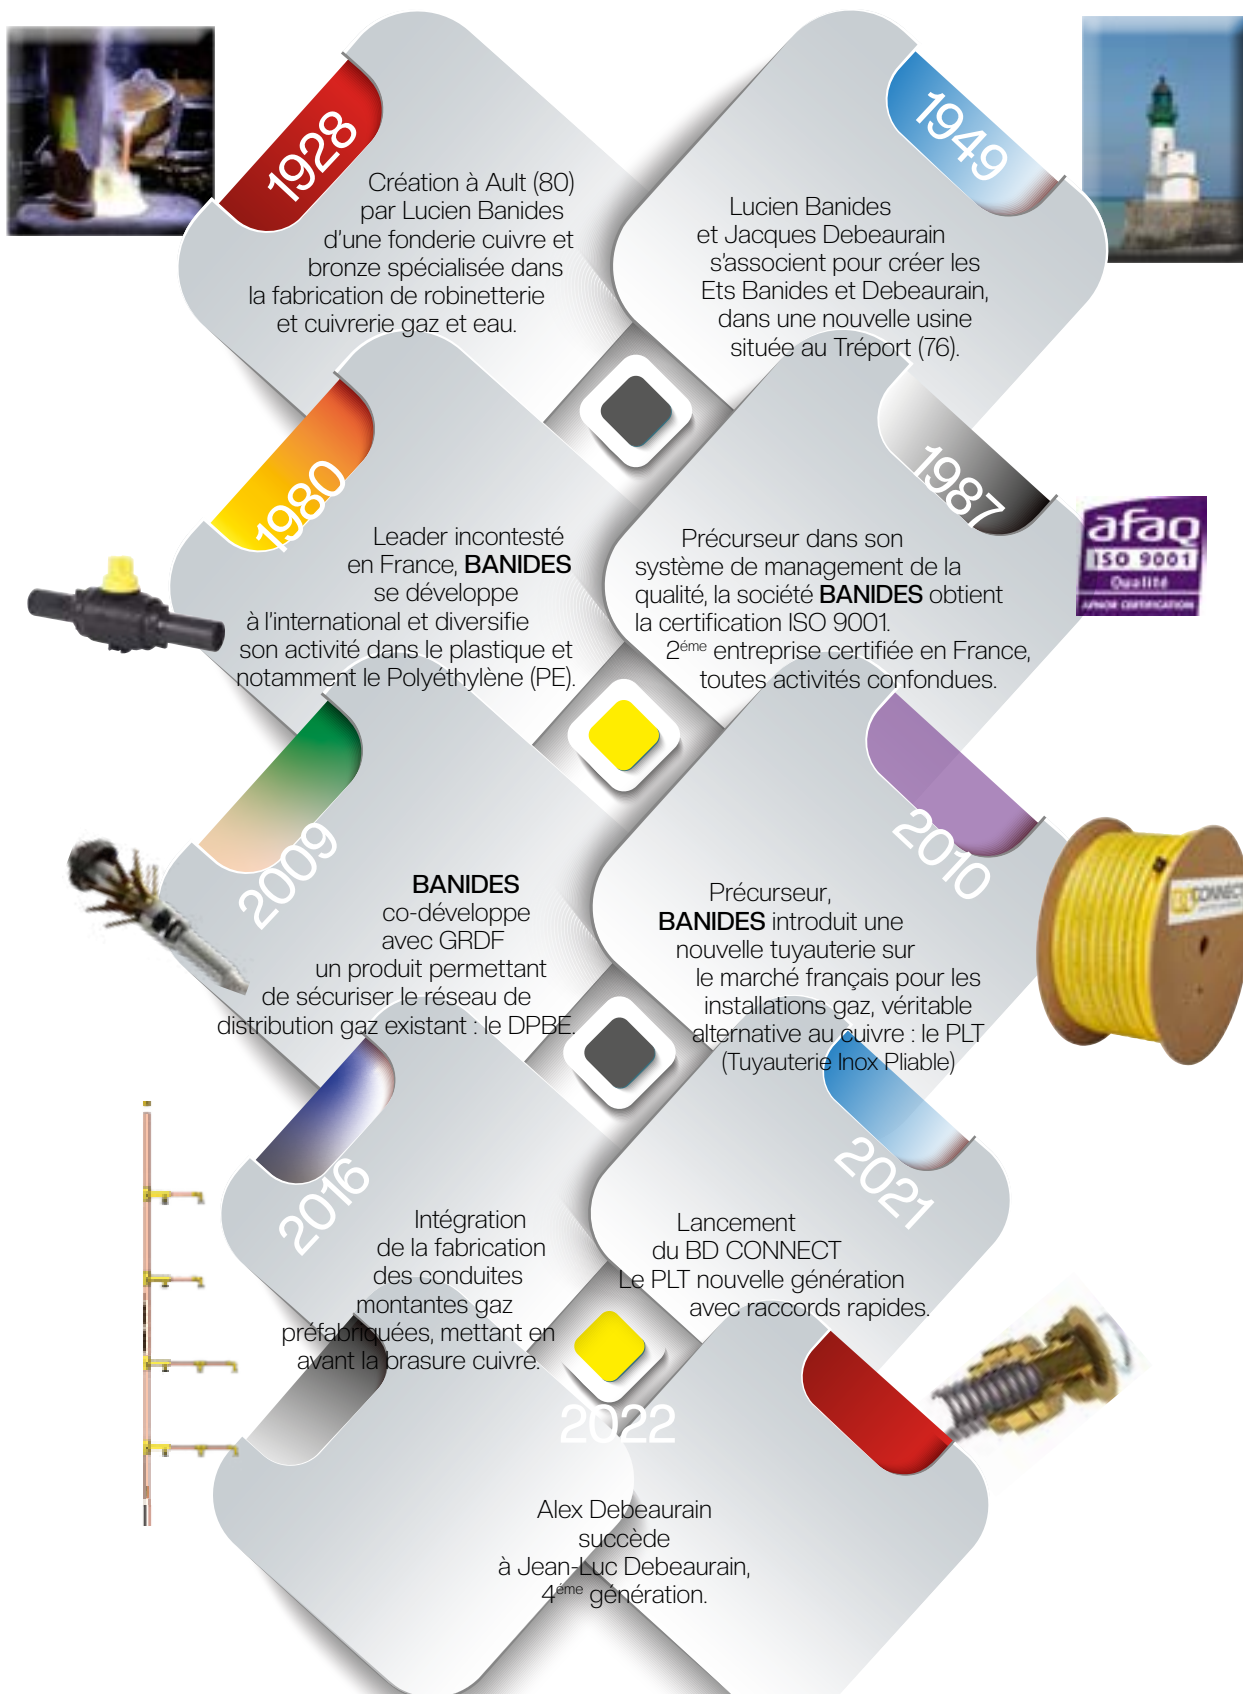 1928
Création à Ault (80)
par Lucien Banides
d'une fonderie cuivre et
bronze spécialisée dans
la fabrication de robinetterie
et cuivrerie gaz et eau.
1949
Lucien Banides
et Jacques Debeaurain
s'associent pour créer les
Ets Banides et Debeaurain,
dans une nouvelle usine
située au Tréport (76).
1980
Leader incontesté
en France, BANIDES
se développe
à l'international et diversifie
son activité dans le plastique et
notamment le Polyéthylène (PE).
1987
Précurseur dans son
système de management de la
qualité, la société BANIDES obtient
la certification ISO 9001.
2éme entreprise certifiée en France,
toutes activités confondues.
afaq
ISO 9001
Qualité
AFNOR CERTIFICATION
2009
BANIDES
co-développe
avec GRDF
un produit permettant
de sécuriser le réseau de
distribution gaz existant : le DPBE.
2010
Précurseur,
BANIDES introduit une
nouvelle tuyauterie sur
le marché français pour les
installations gaz, véritable
alternative au cuivre : le PLT
(Tuyauterie Inox Pliable)
BD CONNECT
2016
Intégration
de la fabrication
des conduites
montantes gaz
préfabriquées, mettant en
avant la brasure cuivre.
2021
Lancement
du BD CONNECT
Le PLT nouvelle génération
avec raccords rapides.
2022
Alex Debeaurain
succède
à Jean-Luc Debeaurain,
4éme génération.